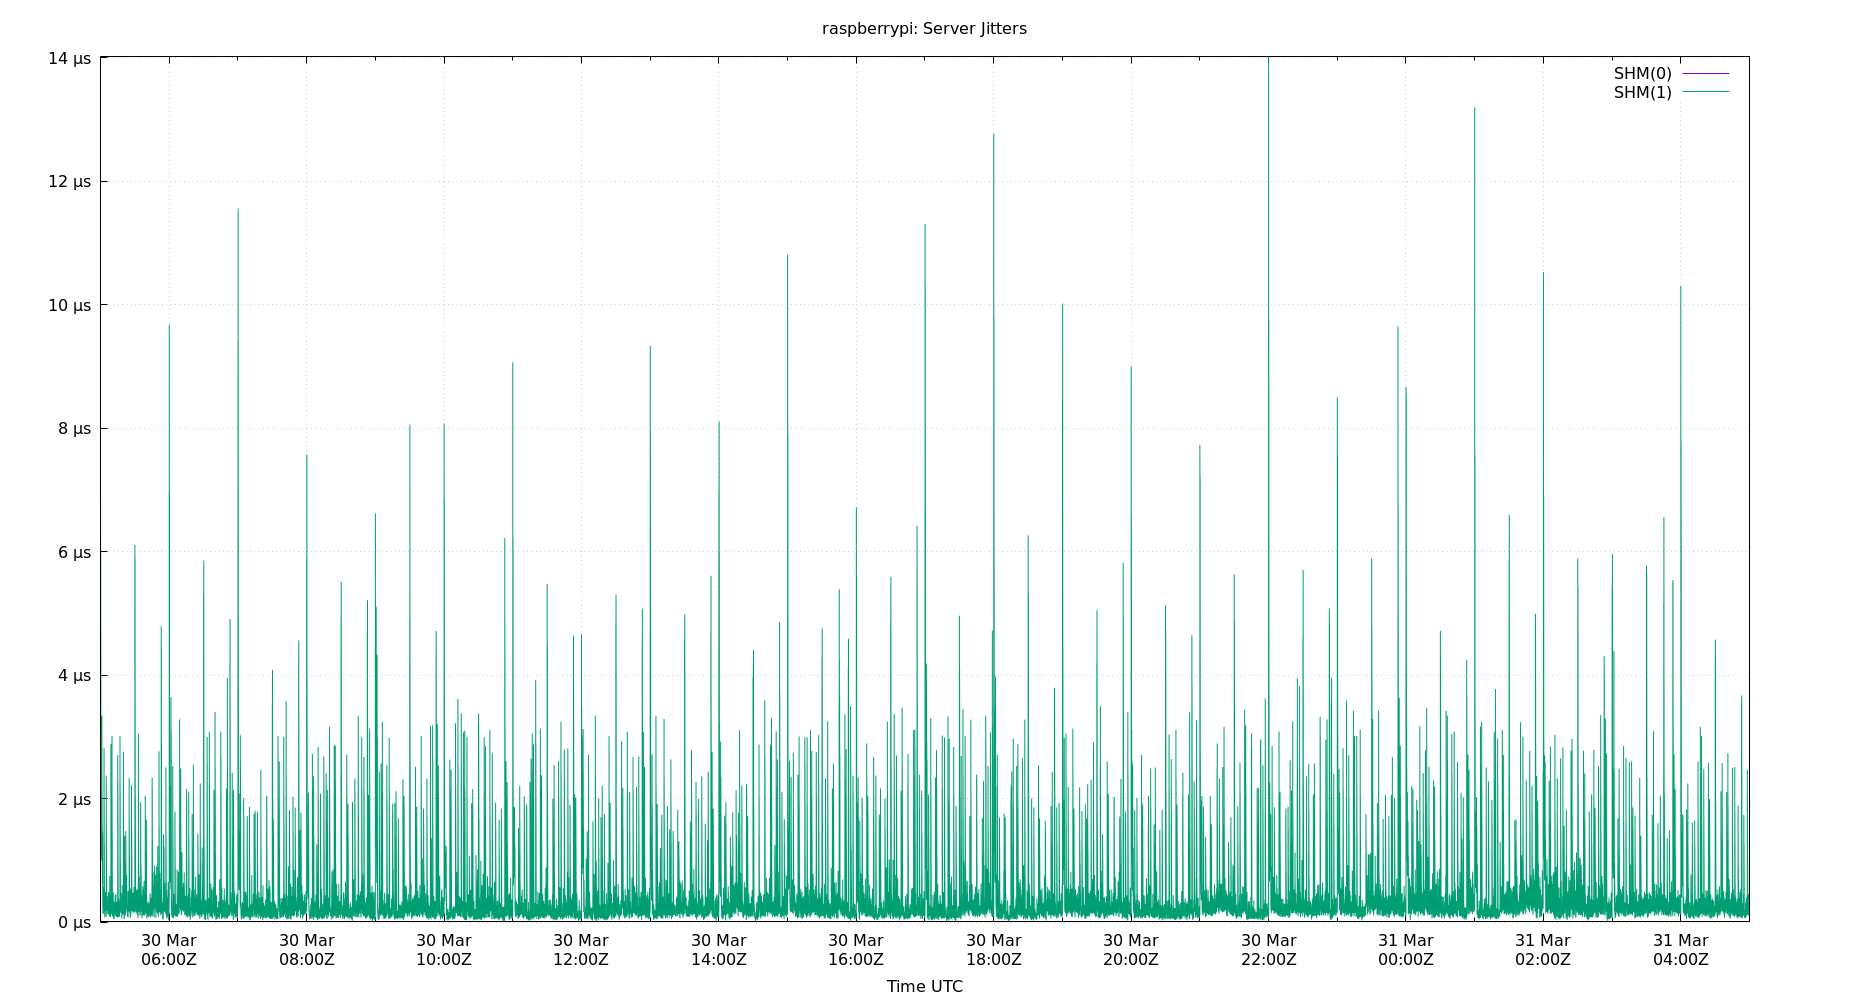 raspberrypi: Server Jitters
14 µs
12 µs
10 µs
8 µs
6 µs
4 µs
2 µs
0 µs
SHM(0)
SHM(1)
30 Mar 30 Mar 30 Mar 30 Mar 30 Mar 30 Mar 30 Mar 30 Mar 30 Mar 31 Mar 31 Mar 31 Mar
06:00Z 08:00Z 10:00Z 12:00Z 14:00Z 16:00Z 18:00Z 20:00Z 22:00Z 00:00Z 02:00Z 04:00Z
Time UTC